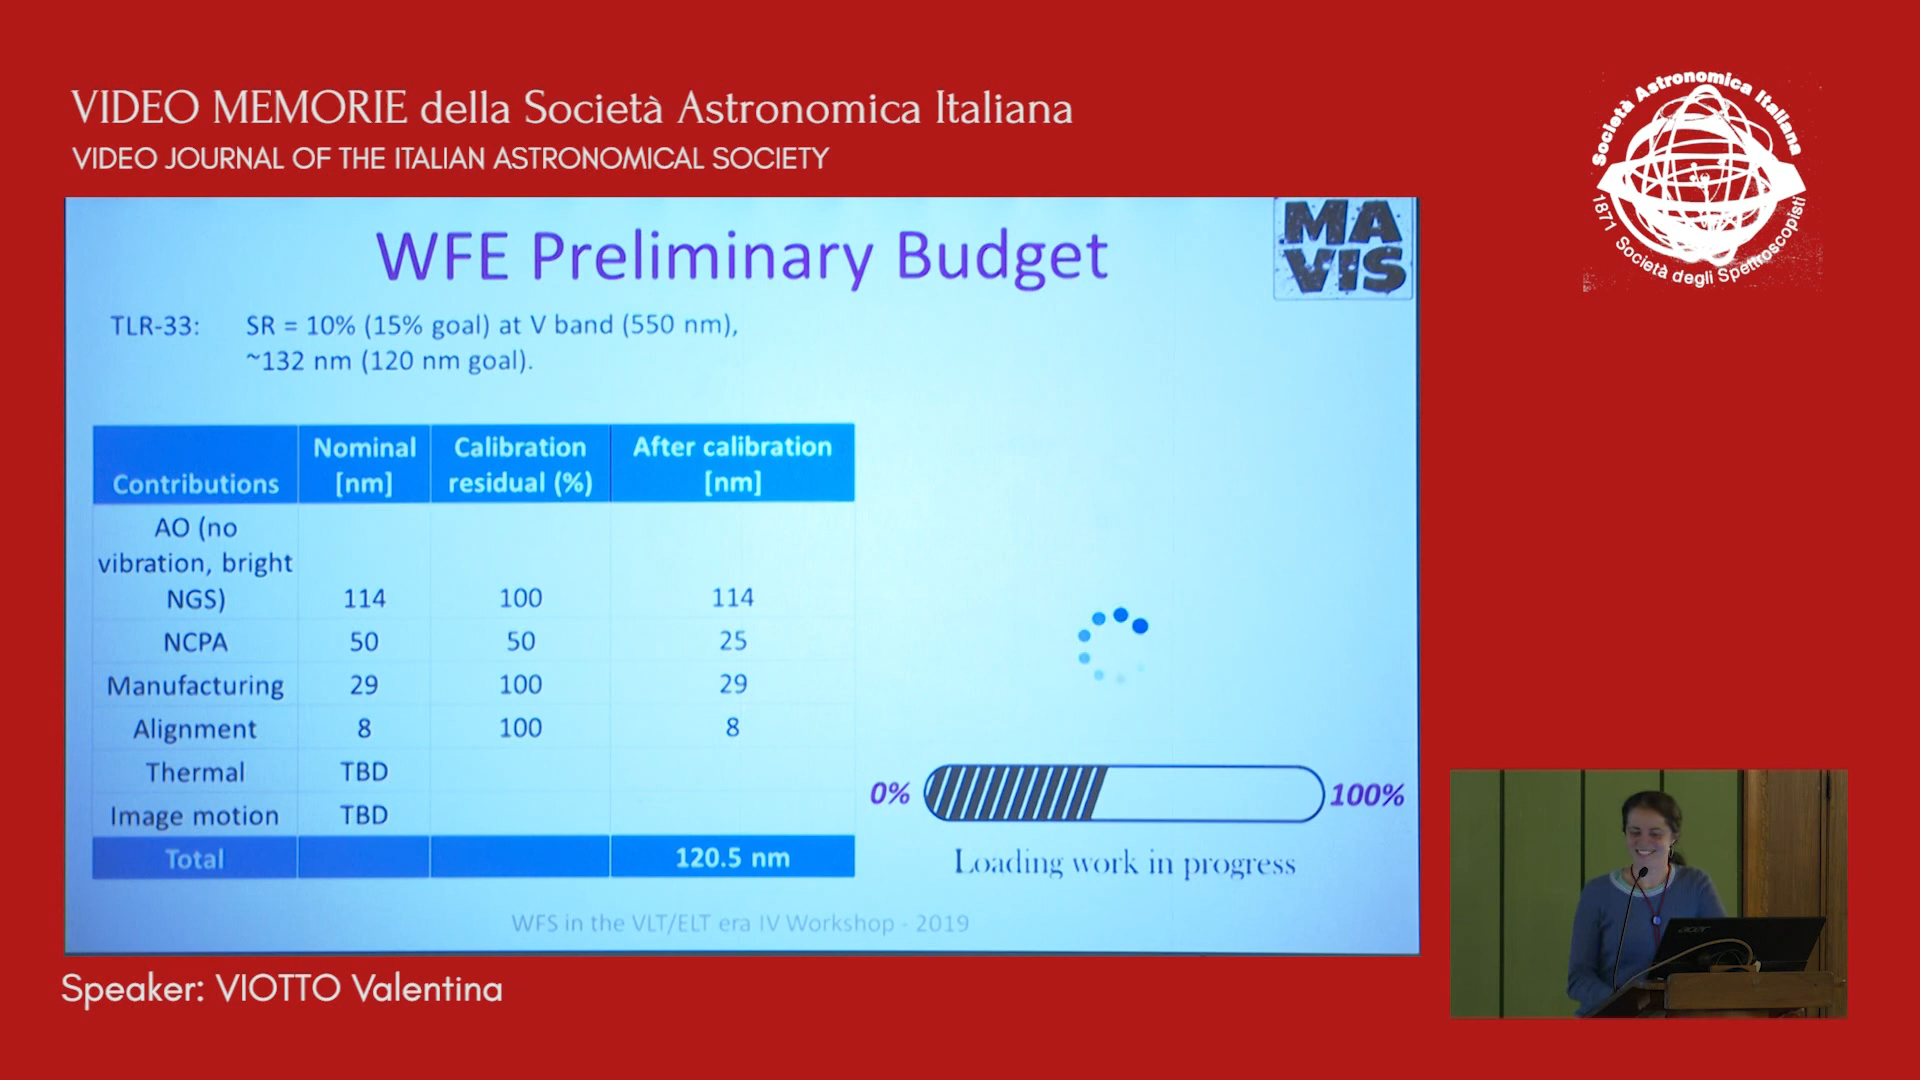 VIDEO MEMORIE della Società Astronomica Italiana
VIDEO JOURNAL OF THE ITALIAN ASTRONOMICAL SOCIETY
Società Astronomica Italiana
1871 Società degli Spettroscopisti
WFE Preliminary Budget
MA
VIS
TLR-33: SR = 10% (15% goal) at V band (550 nm),
~132 nm (120 nm goal).
Contributions Nominal [nm] Calibration residual (%) After calibration [nm]
AO (no
vibration, bright
NGS) 114 100 114
NCPA 50 50 25
Manufacturing 29 100 29
Alignment 8 100 8
Thermal TBD
Image motion TBD
Total 120.5 nm
0% 100%
Loading work in progress
WFS in the VLT/ELT era IV Workshop - 2019
acer
Speaker: VIOTTO Valentina